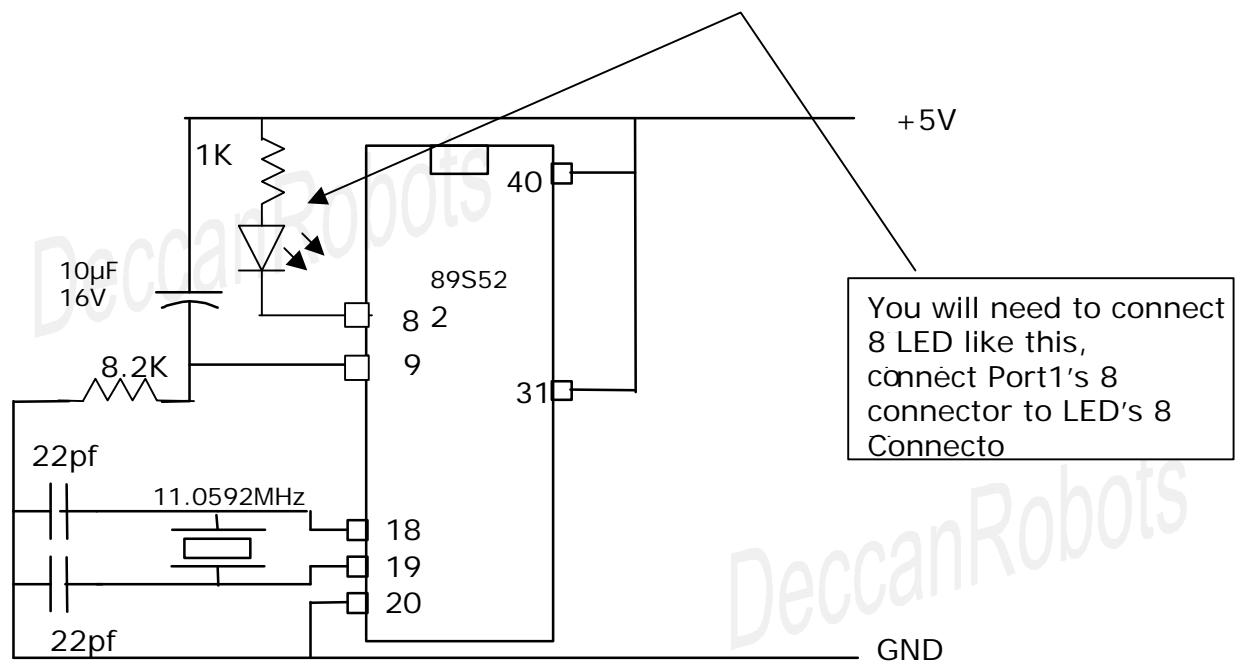 +5V
1K
DeccanRobots
40
10µF
16V
89S52
8 2
9
8.2K
31
You will need to connect
8 LED like this,
connect Port1's 8
connector to LED's 8
Connecto
22pf
11.0592MHz
18
19
20
22pf
DeccanRobots
GND